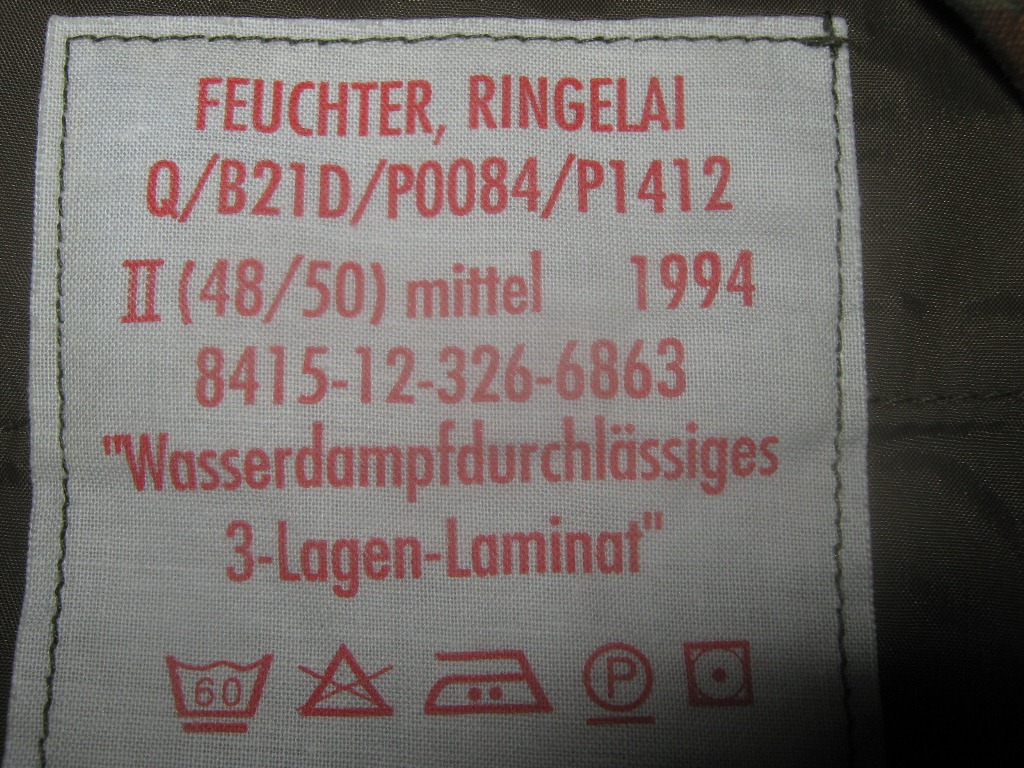 FEUCHTER, RINGELAI
Q/B21D/P0084/P1412
II (48/50) mittel 1994
8415-12-326-6863
"Wasserdampfdurchlässiges
3-Lagen-Laminat"
60 P